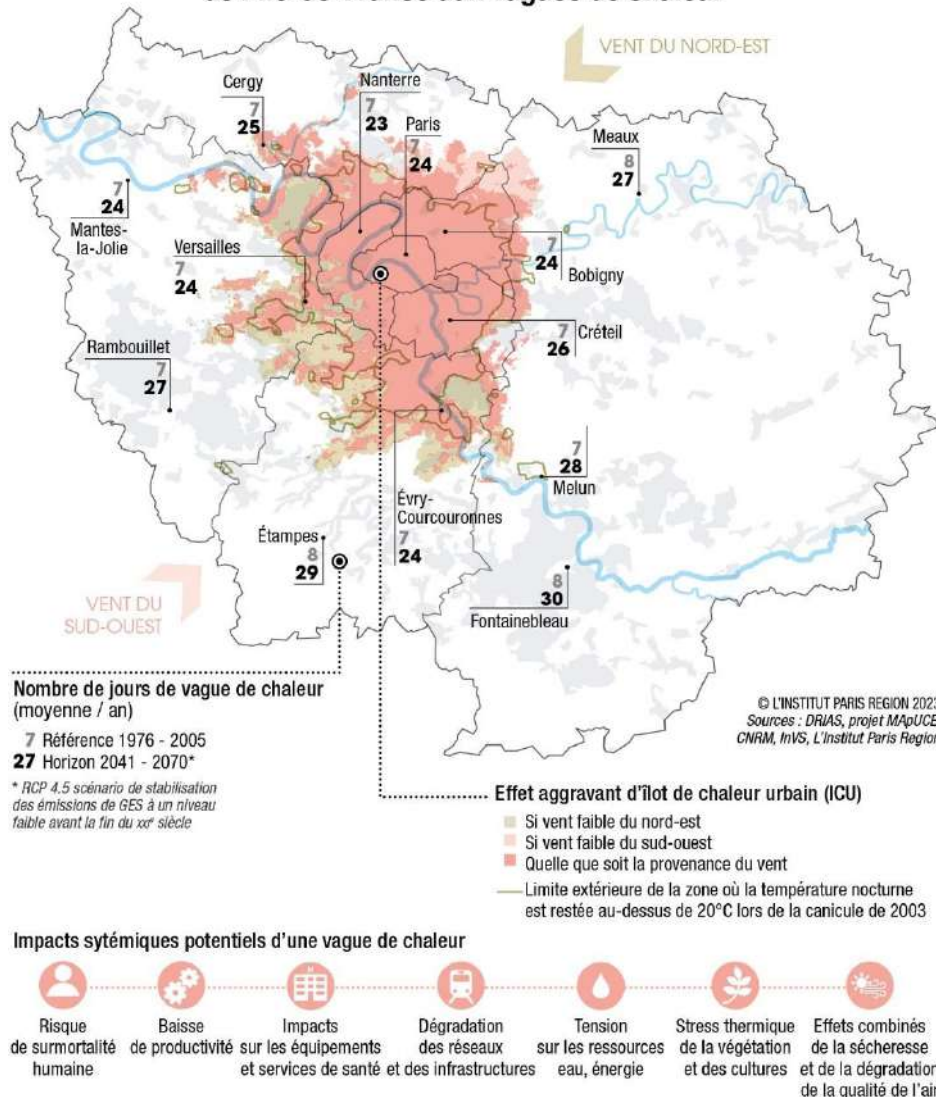 VENT DU NORD-EST
Cergy
7
25
Nanterre
7
23
Paris
7
24
Meaux
8
27
7
24
Mantes-
la-Jolie
Versailles
7
24
7
24
Bobigny
Rambouillet
7
27
7
26
Créteil
7
28
Melun
Évry-
Courcouronnes
7
24
Étampes
8
29
8
30
Fontainebleau
VENT DU
SUD-OUEST
Nombre de jours de vague de chaleur
(moyenne / an)
7 Référence 1976 - 2005
27 Horizon 2041 - 2070*
* RCP 4.5 scénario de stabilisation
des émissions de GES à un niveau
faible avant la fin du XXIe siècle
© L'INSTITUT PARIS REGION 2023
Sources : DRIAS, projet MApUCE
CNRM, InVS, L'Institut Paris Region
Effet aggravant d'îlot de chaleur urbain (ICU)
Si vent faible du nord-est
Si vent faible du sud-ouest
Quelle que soit la provenance du vent
Limite extérieure de la zone où la température nocturne
est restée au-dessus de 20°C lors de la canicule de 2003
Impacts sytémiques potentiels d'une vague de chaleur
Risque
de surmortalité
humaine
Baisse
de productivité
H
Impacts
sur les équipements
et services de santé
Dégradation
des réseaux
et des infrastructures
Tension
sur les ressources
eau, énergie
Stress thermique
de la végétation
et des cultures
Effets combinés
de la sécheresse
et de la dégradation
de la qualité de l'air